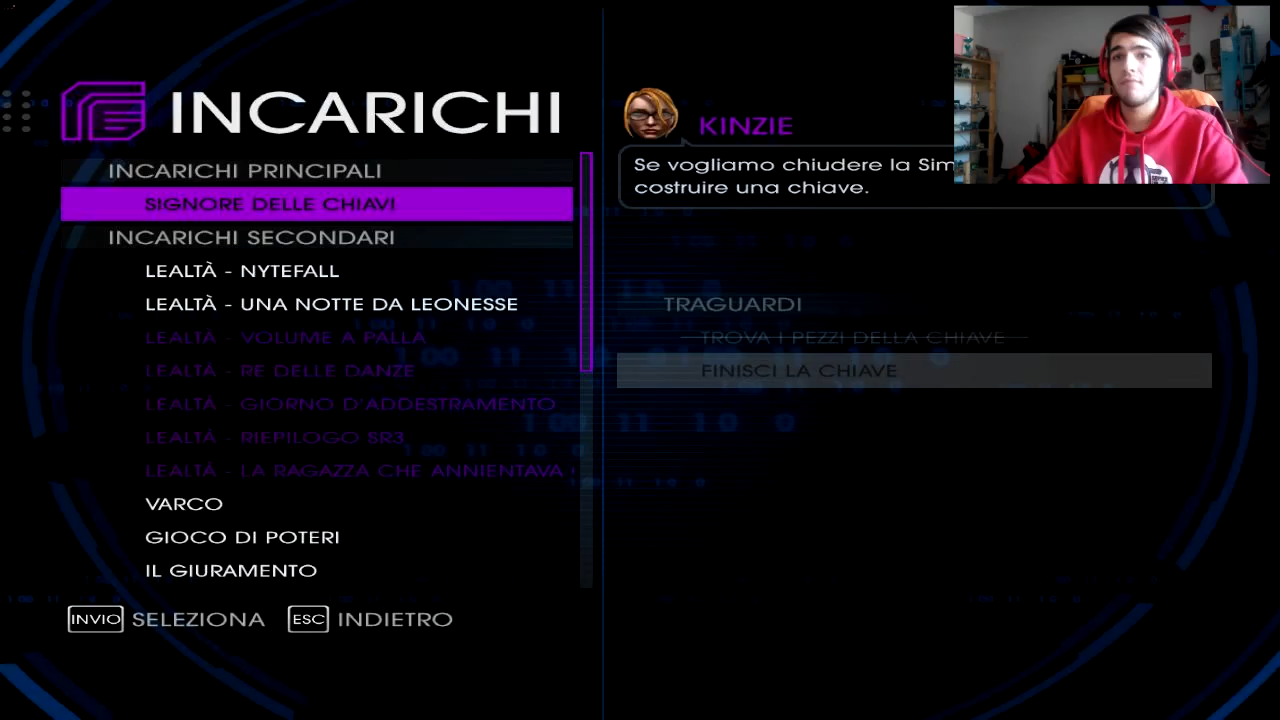 INCARICHI
INCARICHI PRINCIPALI
SIGNORE DELLE CHIAVI
INCARICHI SECONDARI
LEALTÀ - NYTEFALL
LEALTÀ - UNA NOTTE DA LEONESSE
LEALTÀ - VOLUME A PALLA
LEALTÀ - RE DELLE DANZE
LEALTÀ - GIORNO D'ADDESTRAMENTO
LEALTÀ - RIEPILOGO SR3
LEALTÀ - LA RAGAZZA CHE ANNIENTAVA
VARCO
GIOCO DI POTERI
IL GIURAMENTO
INVIO SELEZIONA ESC INDIETRO
KINZIE
Se vogliamo chiudere la Sim
costruire una chiave.
TRAGUARDI
TROVA I PEZZI DELLA CHIAVE
FINISCI LA CHIAVE